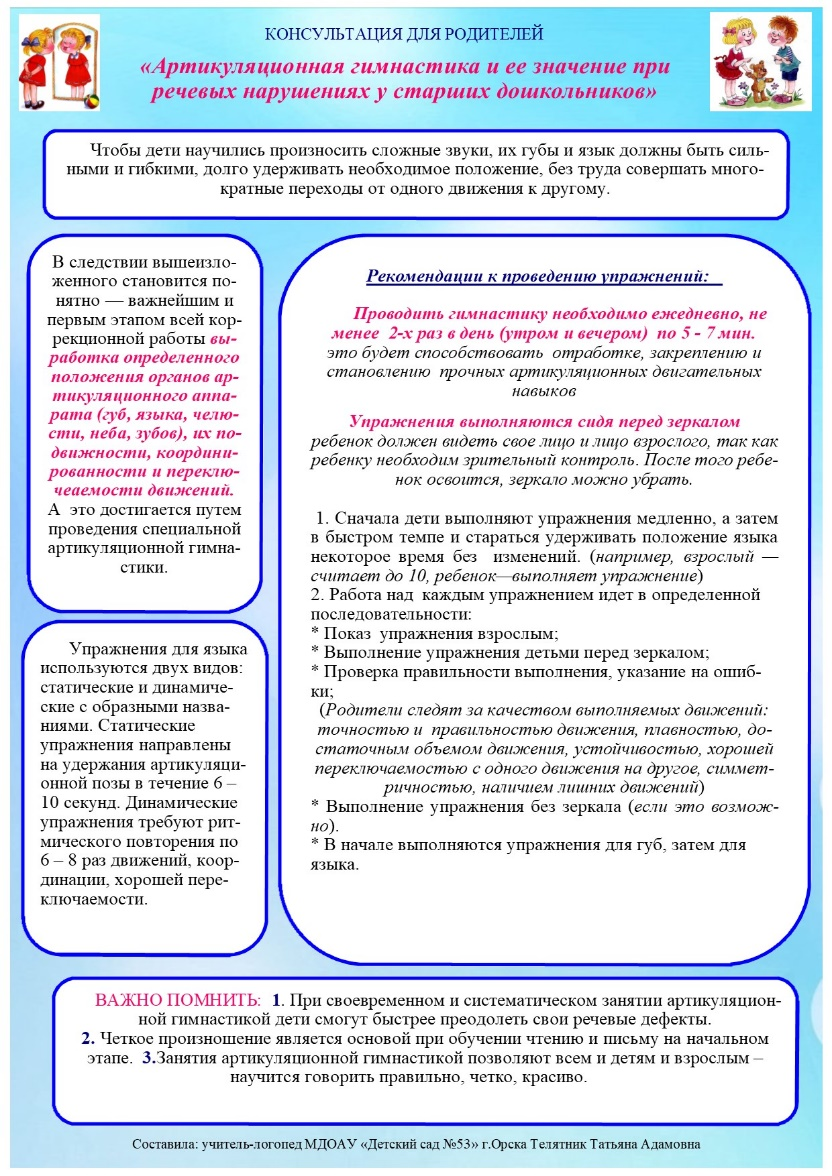 КОНСУЛЬТАЦИЯ ДЛЯ РОДИТЕЛЕЙ
«Артикуляционная гимнастика и ее значение при
речевых нарушениях у старших дошкольников»
Чтобы дети научились произносить сложные звуки, их губы и язык должны быть силь-
ными и гибкими, долго удерживать необходимое положение, без труда совершать много-
кратные переходы от одного движения к другому.
В следствии вышеизло-
женного становится по-
нятно — важнейшим и
первым этапом всей кор-
рекционной работы вы-
работка определенного
положения органов ар-
тикуляционного аппа-
рата (губ, языка, челю-
сти, неба, зубов), их по-
движности, координи-
рованности и переклю-
чеаемости движений.
А это достигается путем
проведения специальной
артикуляционной гимна-
стики.
Упражнения для языка
используются двух видов:
статические и динамиче-
ские с образными назва-
ниями. Статические
упражнения направлены
на удержания артикуляци-
онной позы в течение 6 –
10 секунд. Динамические
упражнения требуют рит-
мического повторения по
6 – 8 раз движений, коор-
динации, хорошей пере-
ключаемости.
Рекомендации к проведению упражнений:
Проводить гимнастику необходимо ежедневно, не
менее 2-х раз в день (утром и вечером) по 5 - 7 мин.
это будет способствовать отработке, закреплению и
становлению прочных артикуляционных двигательных
навыков
Упражнения выполняются сидя перед зеркалом
ребенок должен видеть свое лицо и лицо взрослого, так как
ребенку необходим зрительный контроль. После того ребе-
нок освоится, зеркало можно убрать.
1. Сначала дети выполняют упражнения медленно, а затем
в быстром темпе и стараться удерживать положение языка
некоторое время без изменений. (например, взрослый —
считает до 10, ребенок—выполняет упражнение)
2. Работа над каждым упражнением идет в определенной
последовательности:
* Показ упражнения взрослым;
* Выполнение упражнения детьми перед зеркалом;
* Проверка правильности выполнения, указание на ошиб-
ки;
(Родители следят за качеством выполняемых движений:
точностью и правильностью движения, плавностью, до-
статочным объемом движения, устойчивостью, хорошей
переключаемостью с одного движения на другое, симмет-
ричностью, наличием лишних движений)
* Выполнение упражнения без зеркала (если это возмож-
но).
* В начале выполняются упражнения для губ, затем для
языка.
ВАЖНО ПОМНИТЬ: 1. При своевременном и систематическом занятии артикуляцион-
ной гимнастикой дети смогут быстрее преодолеть свои речевые дефекты.
2. Четкое произношение является основой при обучении чтению и письму на начальном
этапе. 3.Занятия артикуляционной гимнастикой позволяют всем и детям и взрослым –
научится говорить правильно, четко, красиво.
Составила: учитель-логопед МДОАУ «Детский сад №53» г.Орска Телятник Татьяна Адамовна